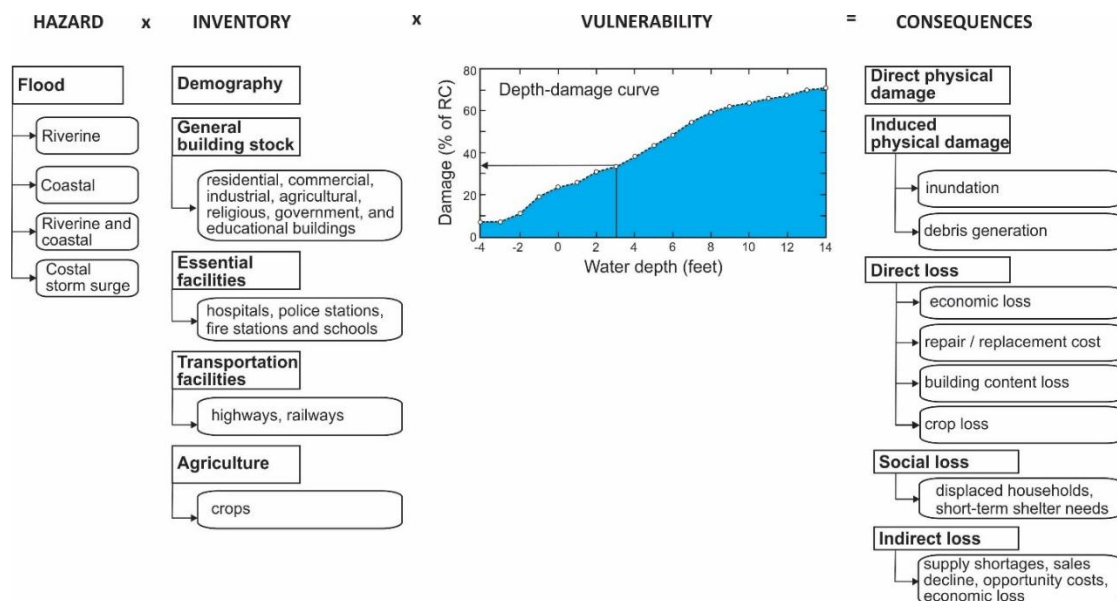 HAZARD x INVENTORY x VULNERABILITY = CONSEQUENCES
Flood
Riverine
Coastal
Riverine and
coastal
Costal
storm surge
Demography
General
building stock
residential, commercial,
industrial, agricultural,
religious, government, and
educational buildings
Essential
facilities
hospitals, police stations,
fire stations and schools
Transportation
facilities
highways, railways
Agriculture
crops
Depth-damage curve
Damage (% of RC)
80
60
40
20
0
-4 -2 0 2 4 6 8 10 12 14
Water depth (feet)
Direct physical
damage
Induced
physical damage
inundation
debris generation
Direct loss
economic loss
repair / replacement cost
building content loss
crop loss
Social loss
displaced households,
short-term shelter needs
Indirect loss
supply shortages, sales
decline, opportunity costs,
economic loss